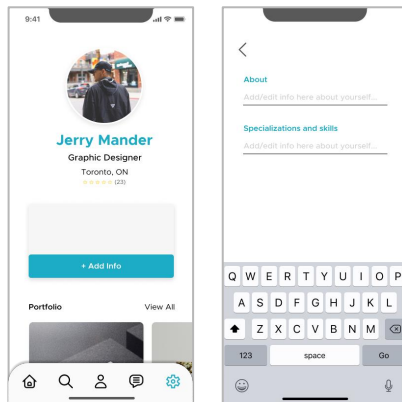 9:41
Jerry Mander
Graphic Designer
Toronto, ON
(23)
+ Add Info
Portfolio
View All
About
Add/edit info here about yourself...
Specializations and skills
Add/edit info here about yourself...
Q W E R T Y U I O P
A S D F G H J K L
Z X C V B N M
123
space
Go